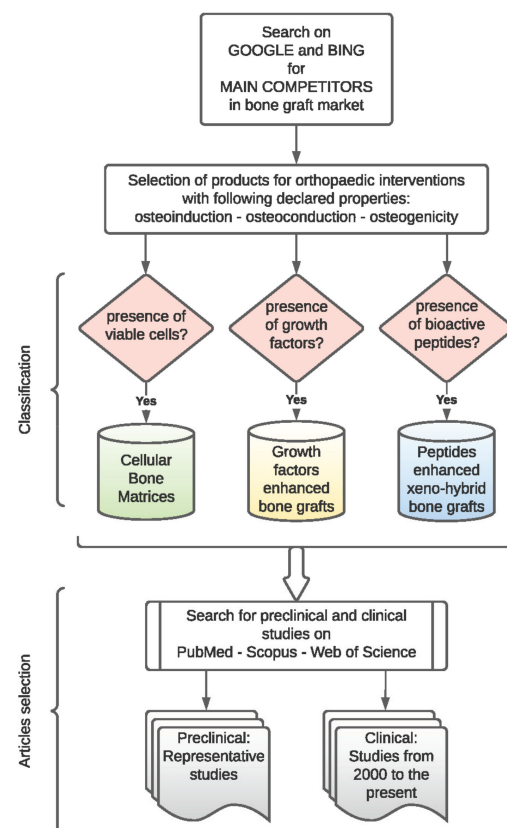 Search on
GOOGLE and BING
for
MAIN COMPETITORS
in bone graft market
Selection of products for orthopaedic interventions
with following declared properties:
osteoinduction - osteoconduction - osteogenicity
Classification
presence of
viable cells?
presence
of growth
factors?
presence
of bioactive
peptides?
Yes
Yes
Yes
Cellular
Bone
Matrices
Growth
factors
enhanced
bone grafts
Peptides
enhanced
xeno-hybrid
bone grafts
Articles selection
Search for preclinical and clinical
studies on
PubMed - Scopus - Web of Science
Preclinical:
Representative
studies
Clinical:
Studies from
2000 to the
present